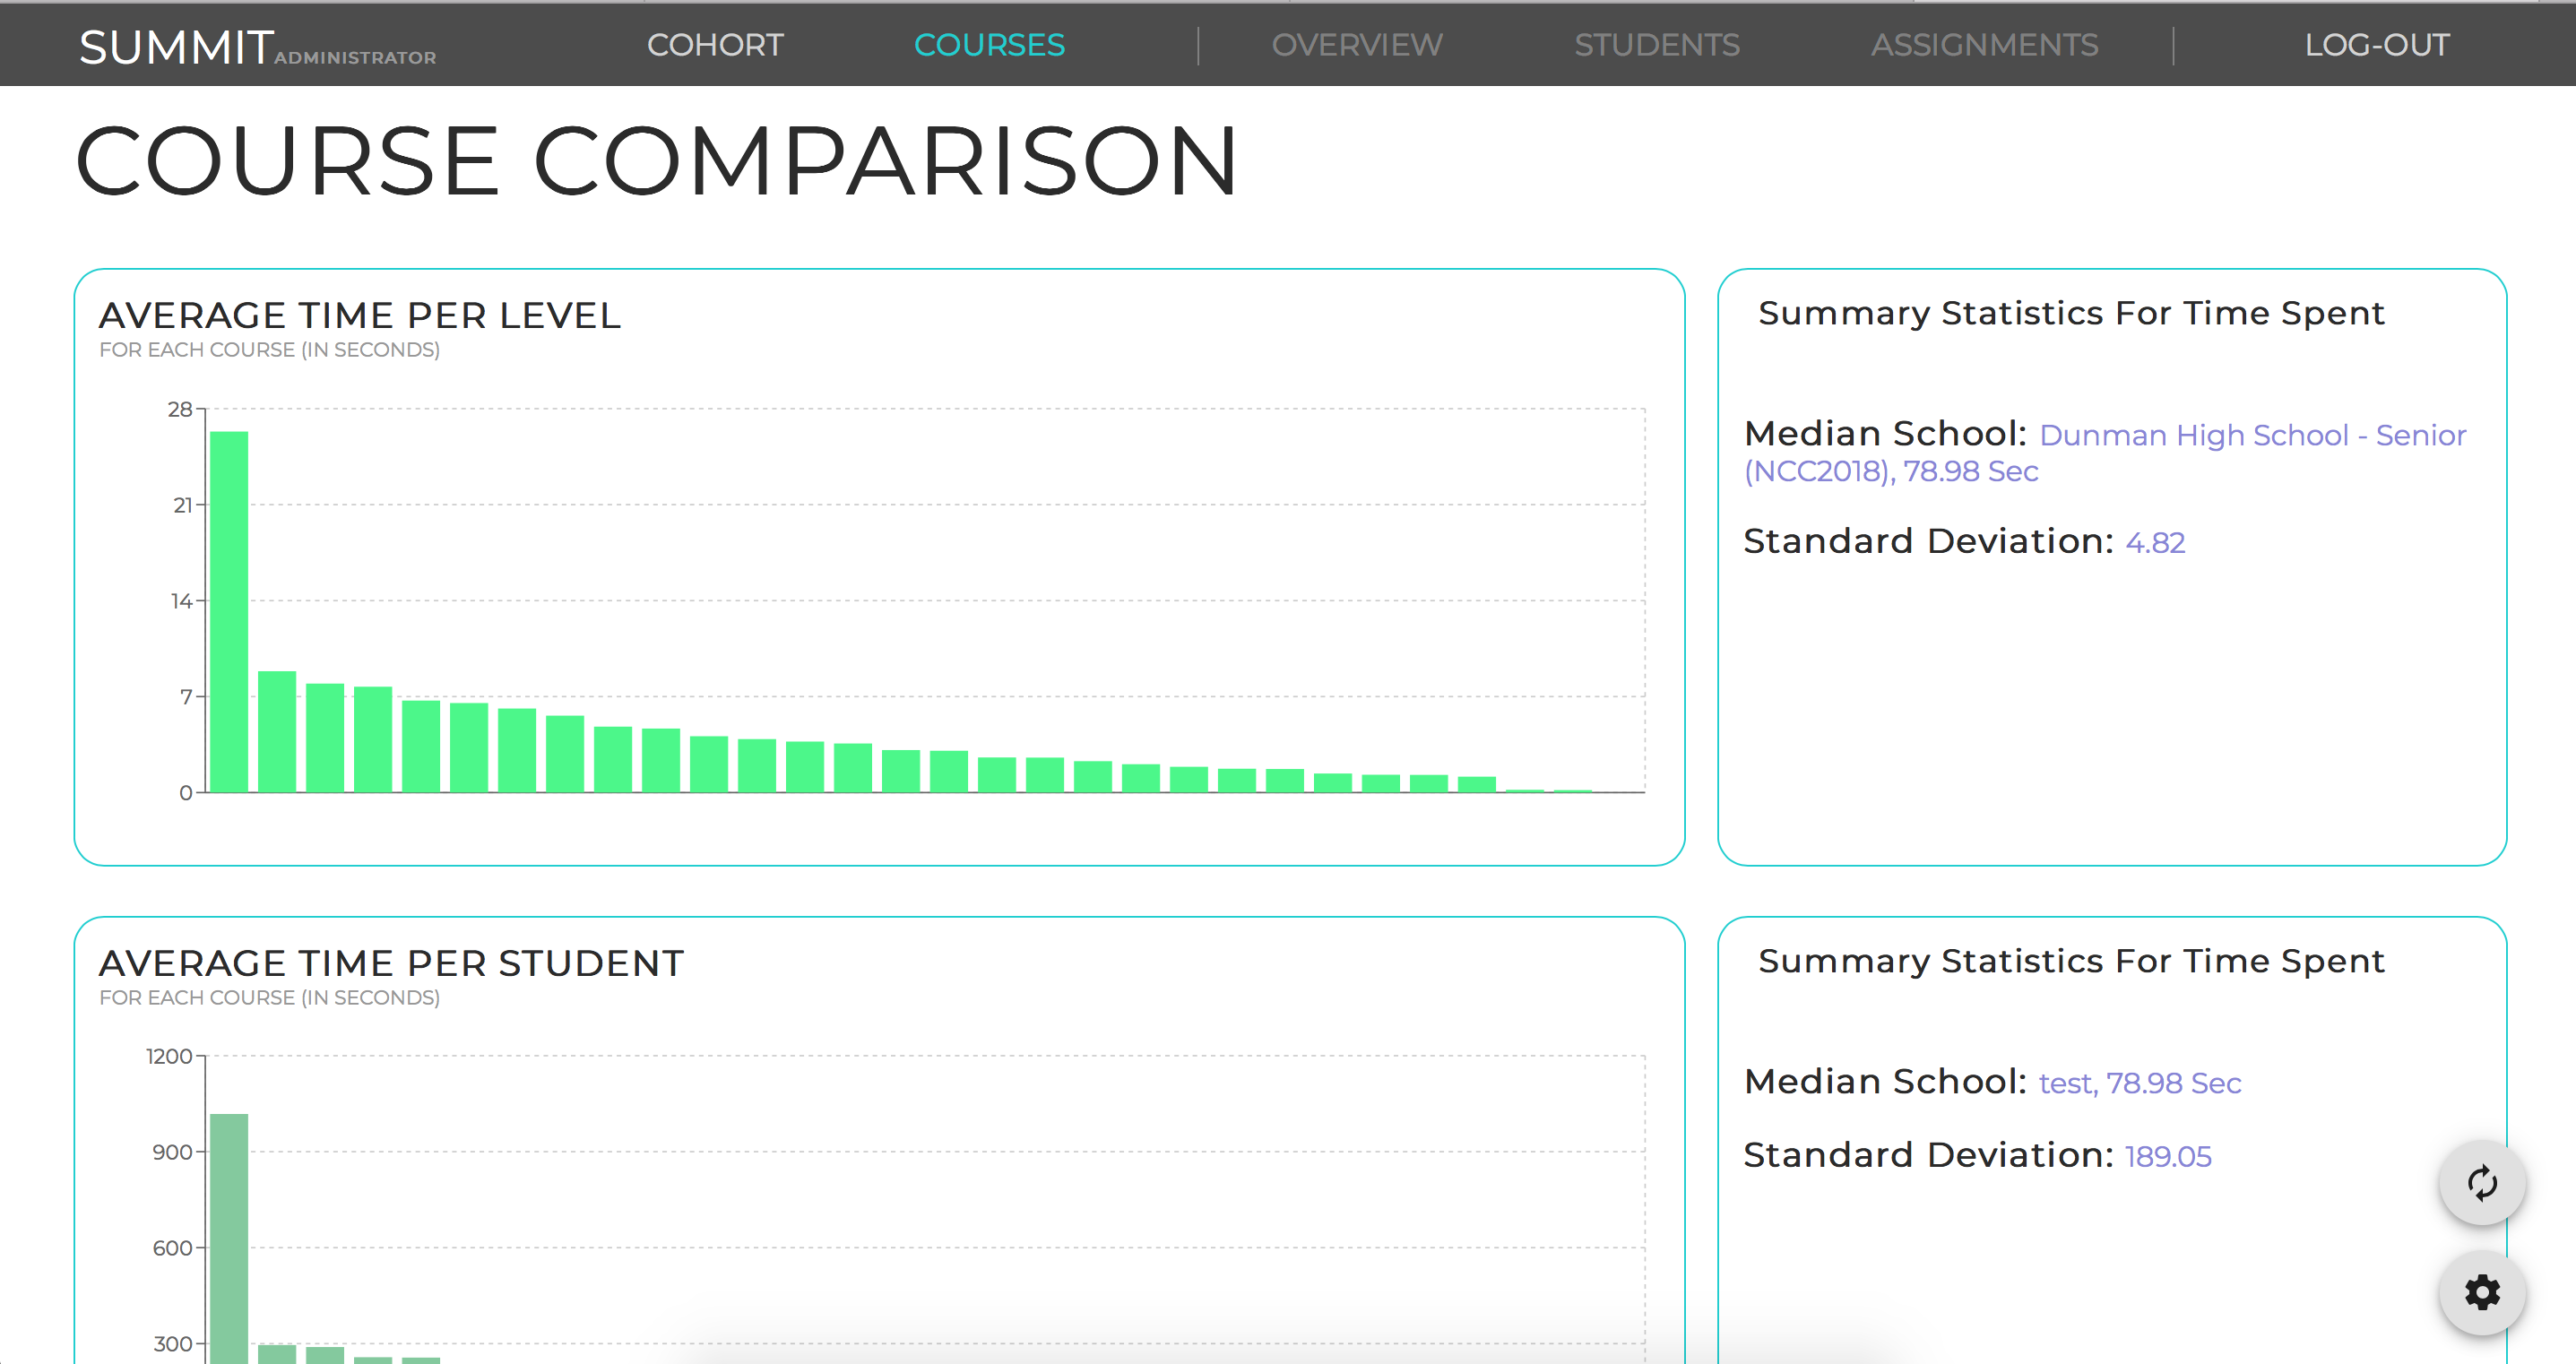 SUMMIT ADMINISTRATOR COHORT COURSES OVERVIEW STUDENTS ASSIGNMENTS LOG-OUT
COURSE COMPARISON
AVERAGE TIME PER LEVEL
FOR EACH COURSE (IN SECONDS)
28
21
14
7
0
Summary Statistics For Time Spent
Median School: Dunman High School - Senior
(NCC2018), 78.98 Sec
Standard Deviation: 4.82
AVERAGE TIME PER STUDENT
FOR EACH COURSE (IN SECONDS)
1200
900
600
300
Summary Statistics For Time Spent
Median School: test, 78.98 Sec
Standard Deviation: 189.05